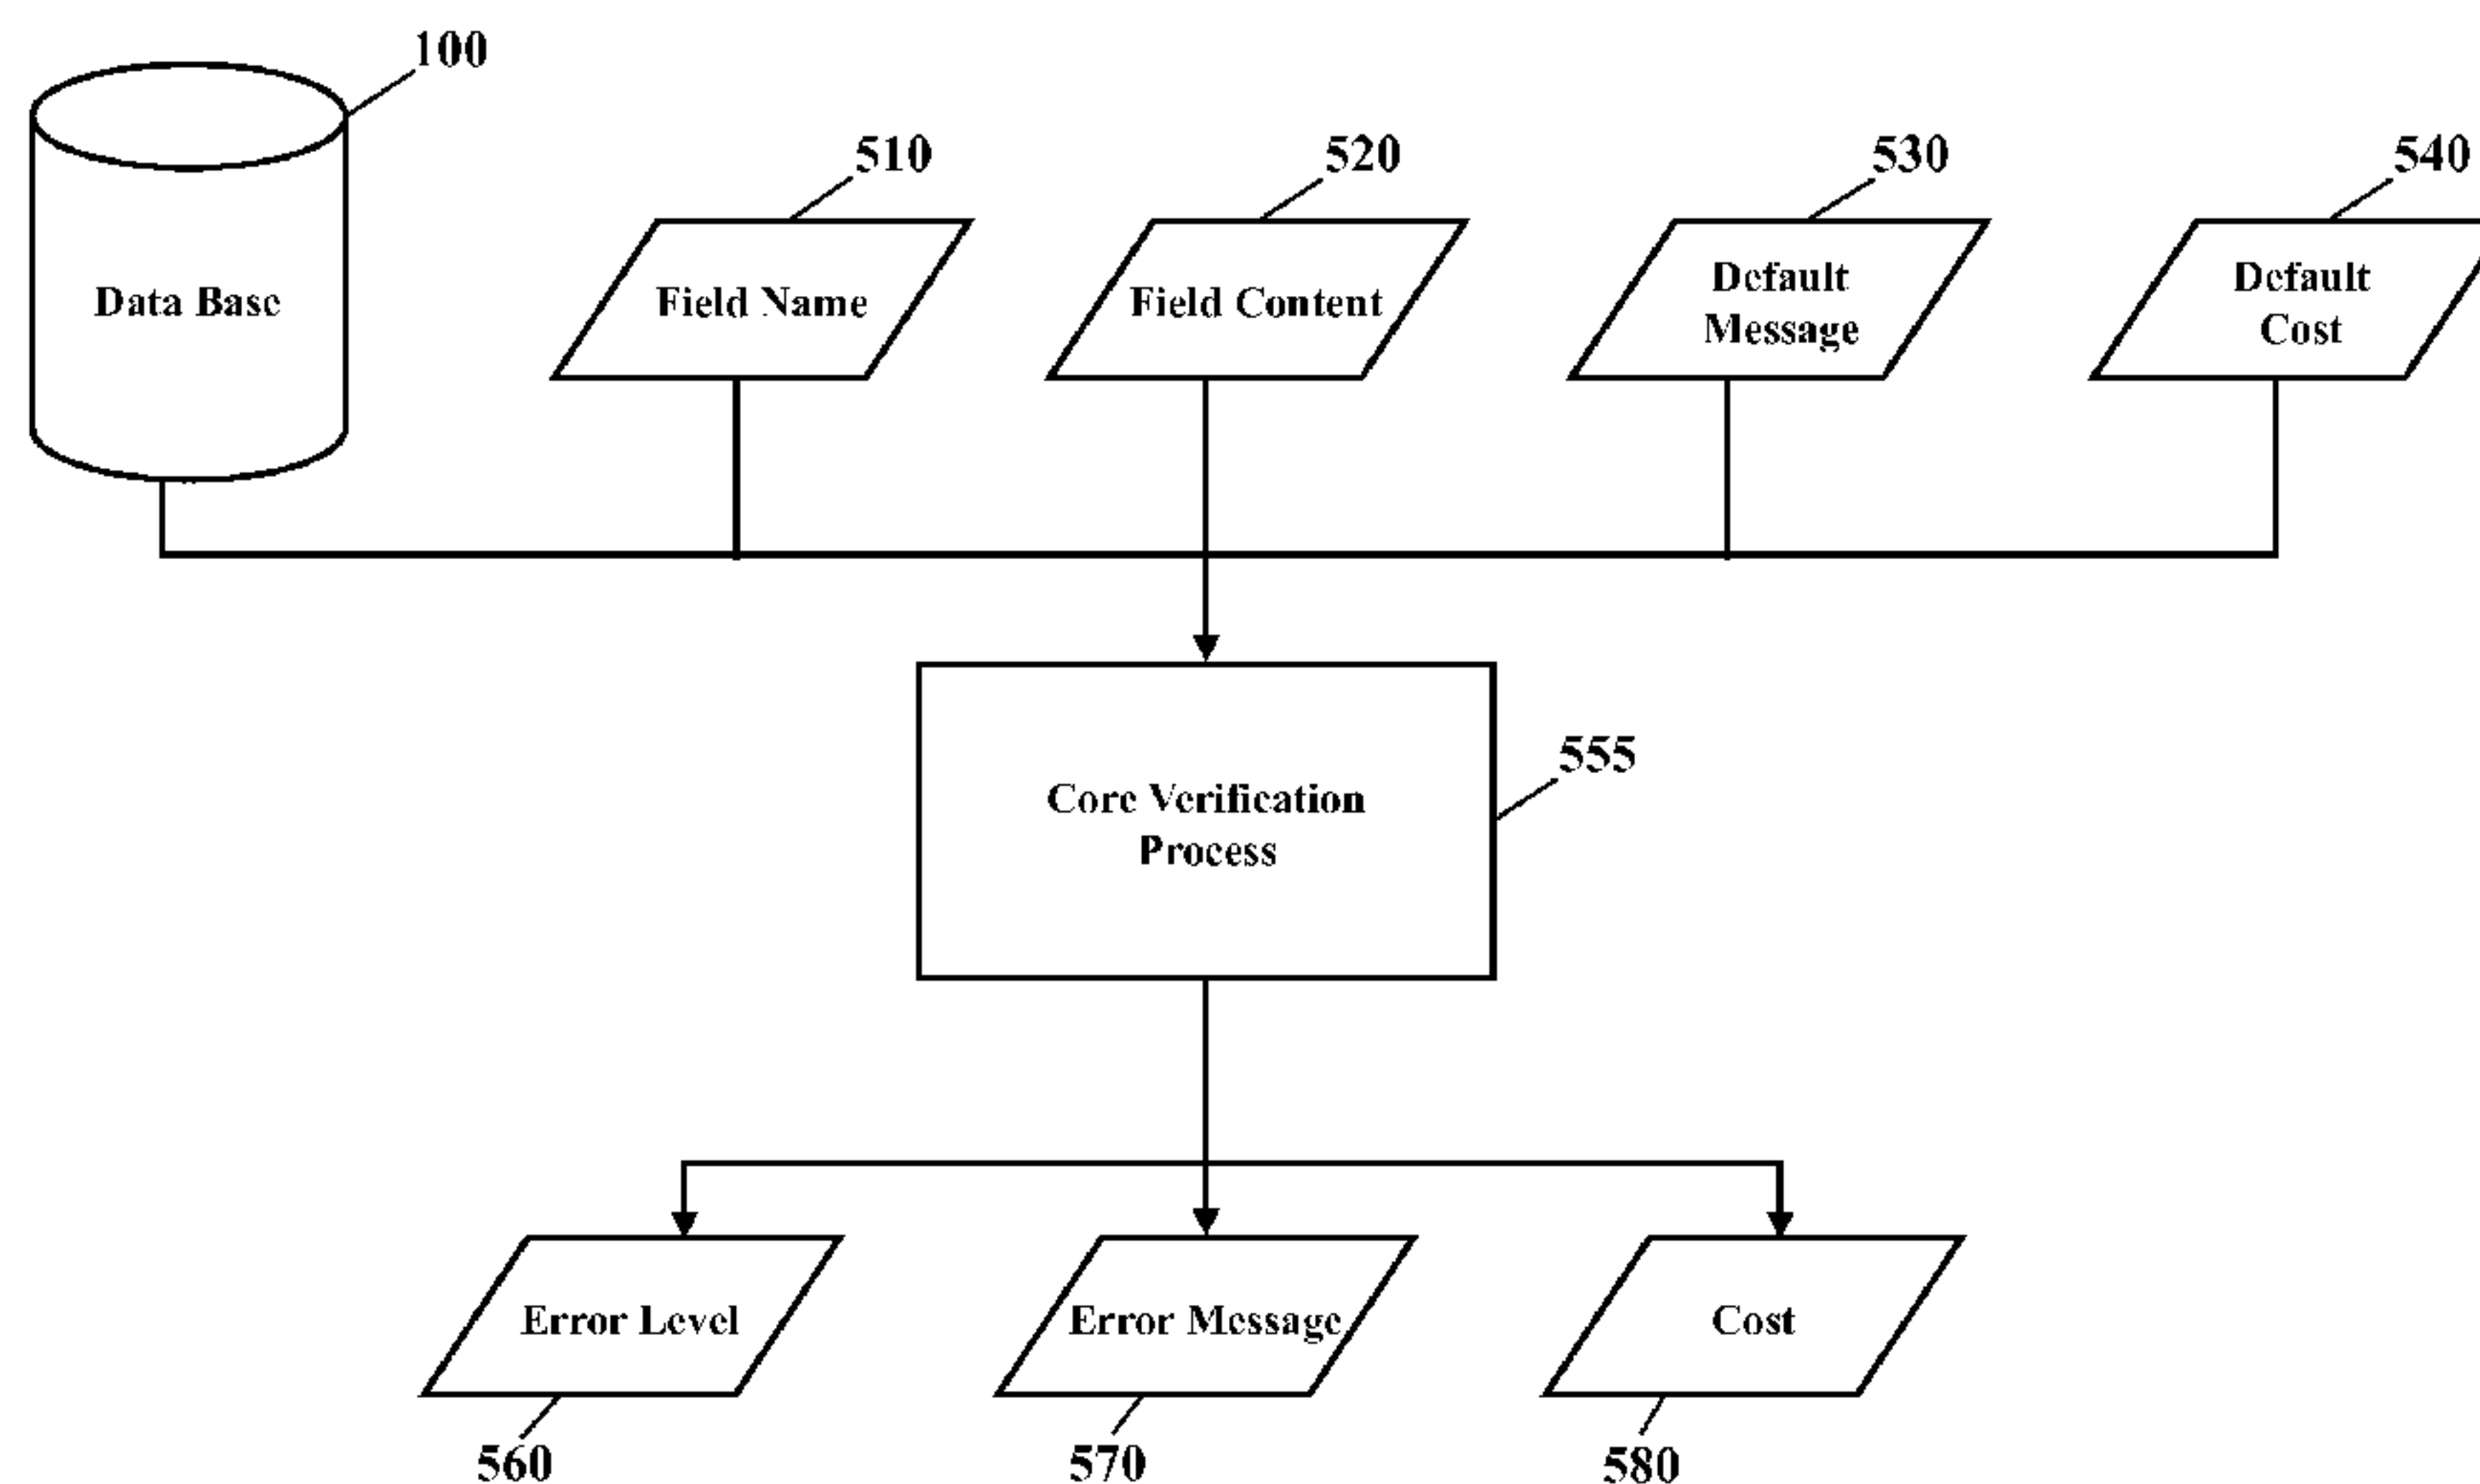 100
510
520
530
540
Data Base
Field Name
Field Content
Default
Message
Default
Cost
555
Core Verification
Process
Error Level
Error Message
Cost
560
570
580